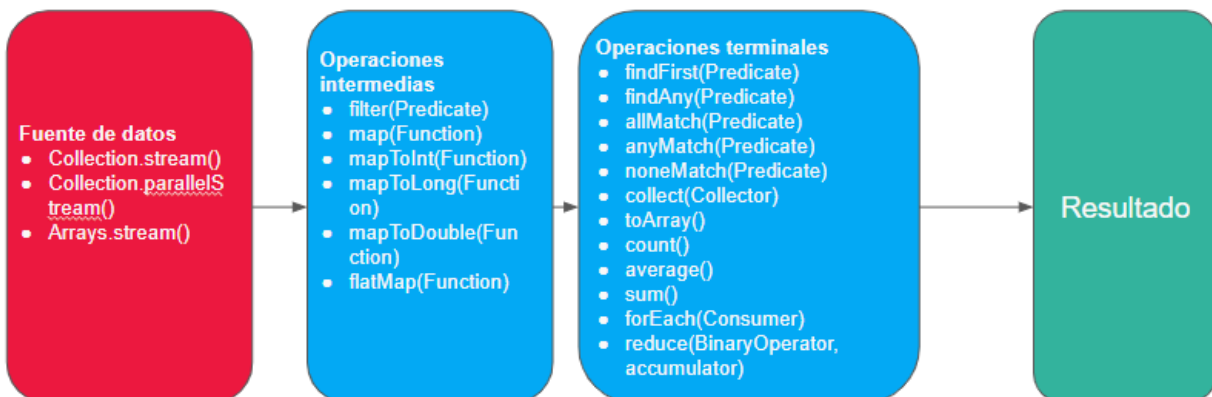 Fuente de datos
● Collection.stream()
● Collection.parallelS
tream()
● Arrays.stream()
Operaciones
intermedias
● filter(Predicate)
● map(Function)
● mapToInt(Function)
● mapToLong(Functi
on)
● mapToDouble(Fun
ction)
● flatMap(Function)
Operaciones terminales
● findFirst(Predicate)
● findAny(Predicate)
● allMatch(Predicate)
● anyMatch(Predicate)
● noneMatch(Predicate)
● collect(Collector)
● toArray()
● count()
● average()
● sum()
● forEach(Consumer)
● reduce(BinaryOperator,
accumulator)
Resultado